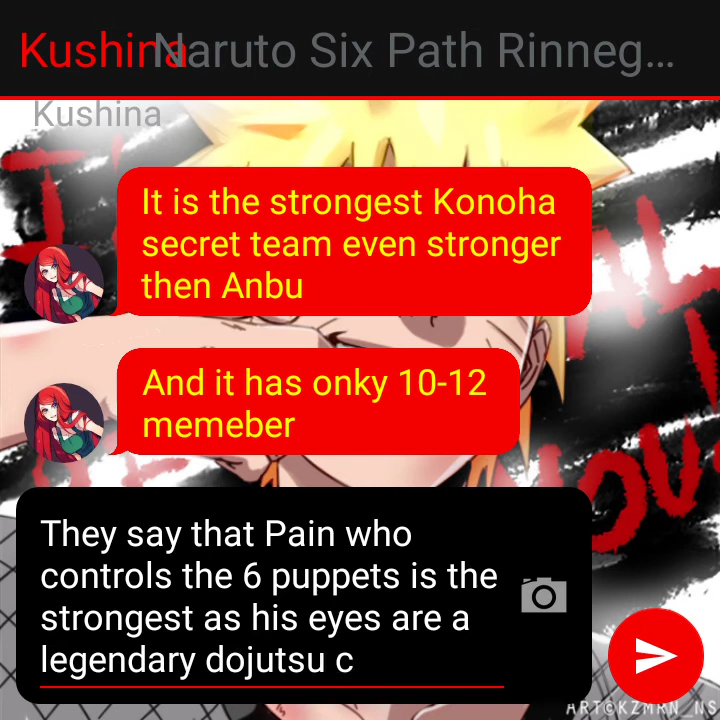 Kushina
Naruto Six Path Rinneg...
Kushina
It is the strongest Konoha
secret team even stronger
then Anbu
And it has onky 10-12
memeber
They say that Pain who
controls the 6 puppets is the
strongest as his eyes are a
legendary dojutsu c
ART©KZMRN_NS